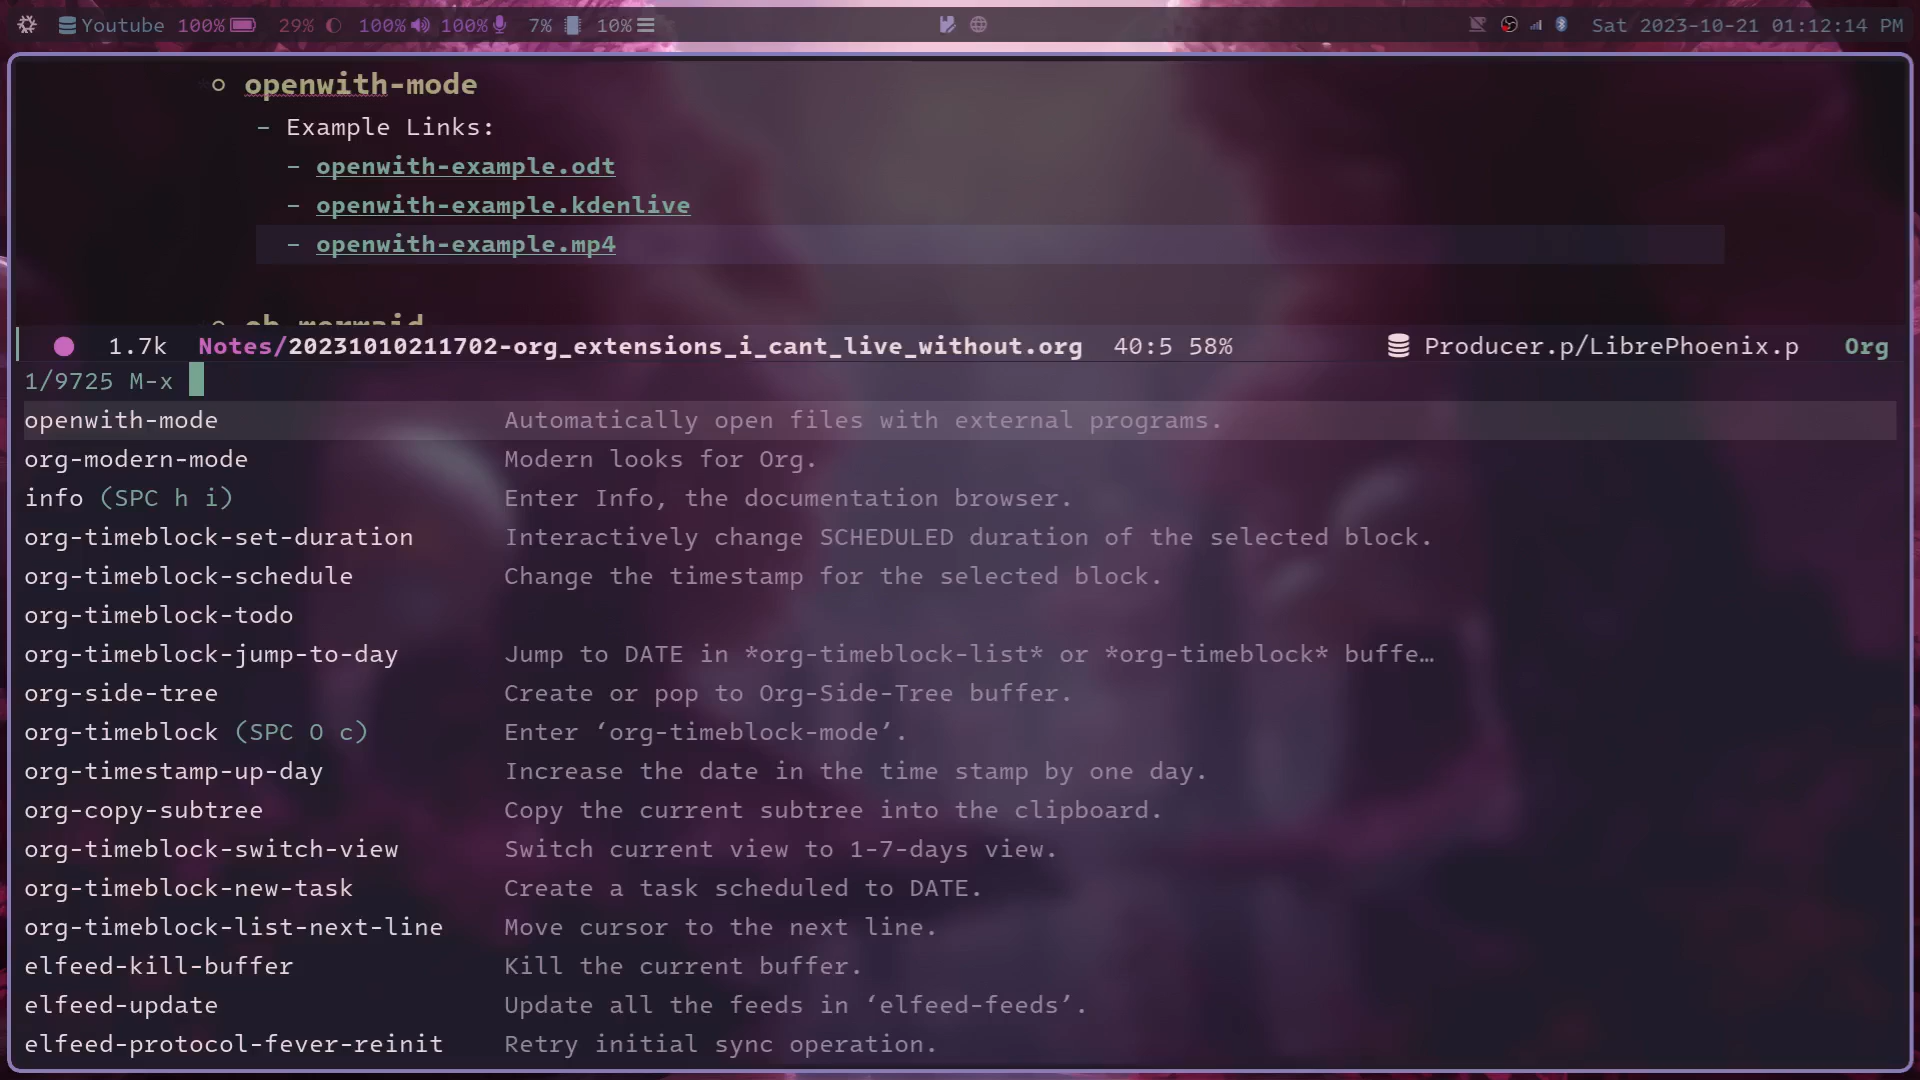 Youtube 100% 29% 100% 100% 7% 10% Sat 2023-10-21 01:12:14 PM
openwith-mode
- Example Links:
- openwith-example.odt
- openwith-example.kdenlive
- openwith-example.mp4
ob-mermaid
1.7k Notes/20231010211702-org_extensions_i_cant_live_without.org 40:5 58% Producer.p/LibrePhoenix.p Org
1/9725 M-x
openwith-mode Automatically open files with external programs.
org-modern-mode Modern looks for Org.
info (SPC h i) Enter Info, the documentation browser.
org-timeblock-set-duration Interactively change SCHEDULED duration of the selected block.
org-timeblock-schedule Change the timestamp for the selected block.
org-timeblock-todo
org-timeblock-jump-to-day Jump to DATE in *org-timeblock-list* or *org-timeblock* buffe…
org-side-tree Create or pop to Org-Side-Tree buffer.
org-timeblock (SPC O c) Enter ‘org-timeblock-mode’.
org-timestamp-up-day Increase the date in the time stamp by one day.
org-copy-subtree Copy the current subtree into the clipboard.
org-timeblock-switch-view Switch current view to 1-7-days view.
org-timeblock-new-task Create a task scheduled to DATE.
org-timeblock-list-next-line Move cursor to the next line.
elfeed-kill-buffer Kill the current buffer.
elfeed-update Update all the feeds in ‘elfeed-feeds’.
elfeed-protocol-fever-reinit Retry initial sync operation.